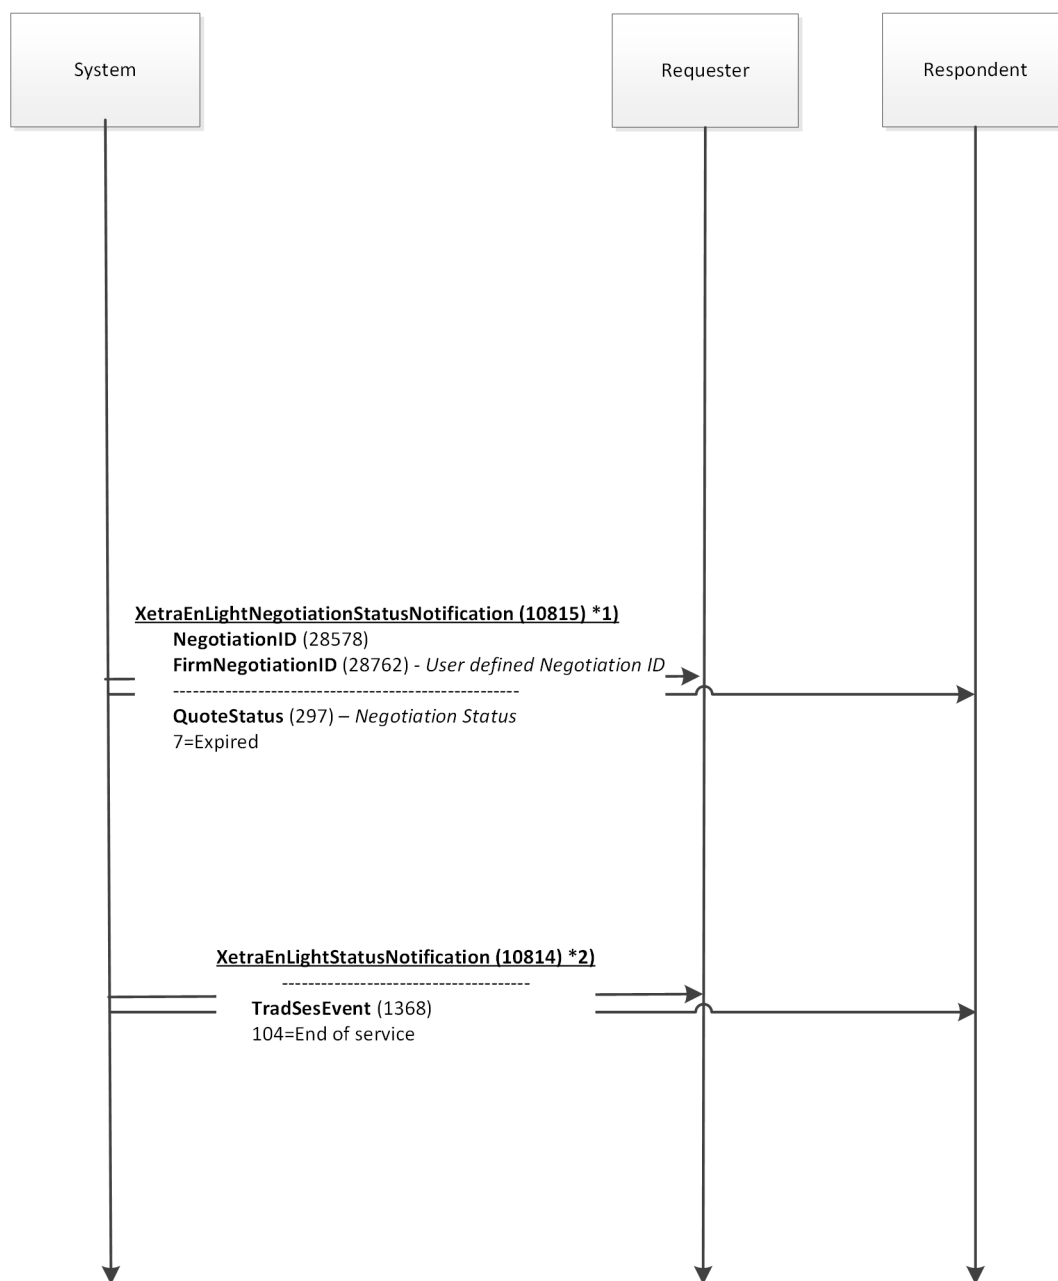 System
Requester
Respondent
XetraEnLightNegotiationStatusNotification (10815) *1)
NegotiationID (28578)
FirmNegotiationID (28762) - User defined Negotiation ID
-----------------------------------------------------
QuoteStatus (297) – Negotiation Status
7=Expired
XetraEnLightStatusNotification (10814) *2)
--------------------------------------
TradSesEvent (1368)
104=End of service